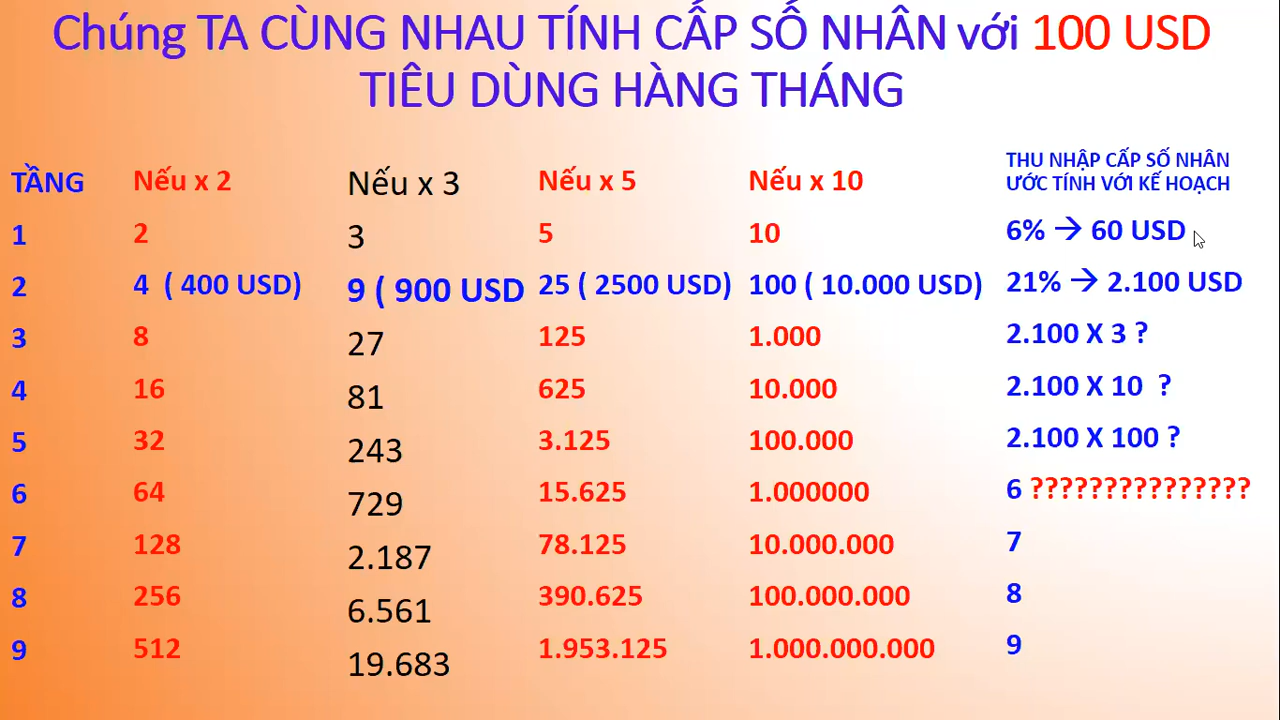 Chúng TA CÙNG NHAU TÍNH CẤP SỐ NHÂN với 100 USD
TIÊU DÙNG HÀNG THÁNG
TẦNG Nếu x 2 Nếu x 3 Nếu x 5 Nếu x 10 THU NHẬP CẤP SỐ NHÂN
ƯỚC TÍNH VỚI KẾ HOẠCH
1 2 3 5 10 6% → 60 USD
2 4 ( 400 USD) 9 ( 900 USD 25 ( 2500 USD) 100 ( 10.000 USD) 21% → 2.100 USD
3 8 27 125 1.000 2.100 X 3 ?
4 16 81 625 10.000 2.100 X 10 ?
5 32 243 3.125 100.000 2.100 X 100 ?
6 64 729 15.625 1.000000 6 ???????????????
7 128 2.187 78.125 10.000.000 7
8 256 6.561 390.625 100.000.000 8
9 512 19.683 1.953.125 1.000.000.000 9